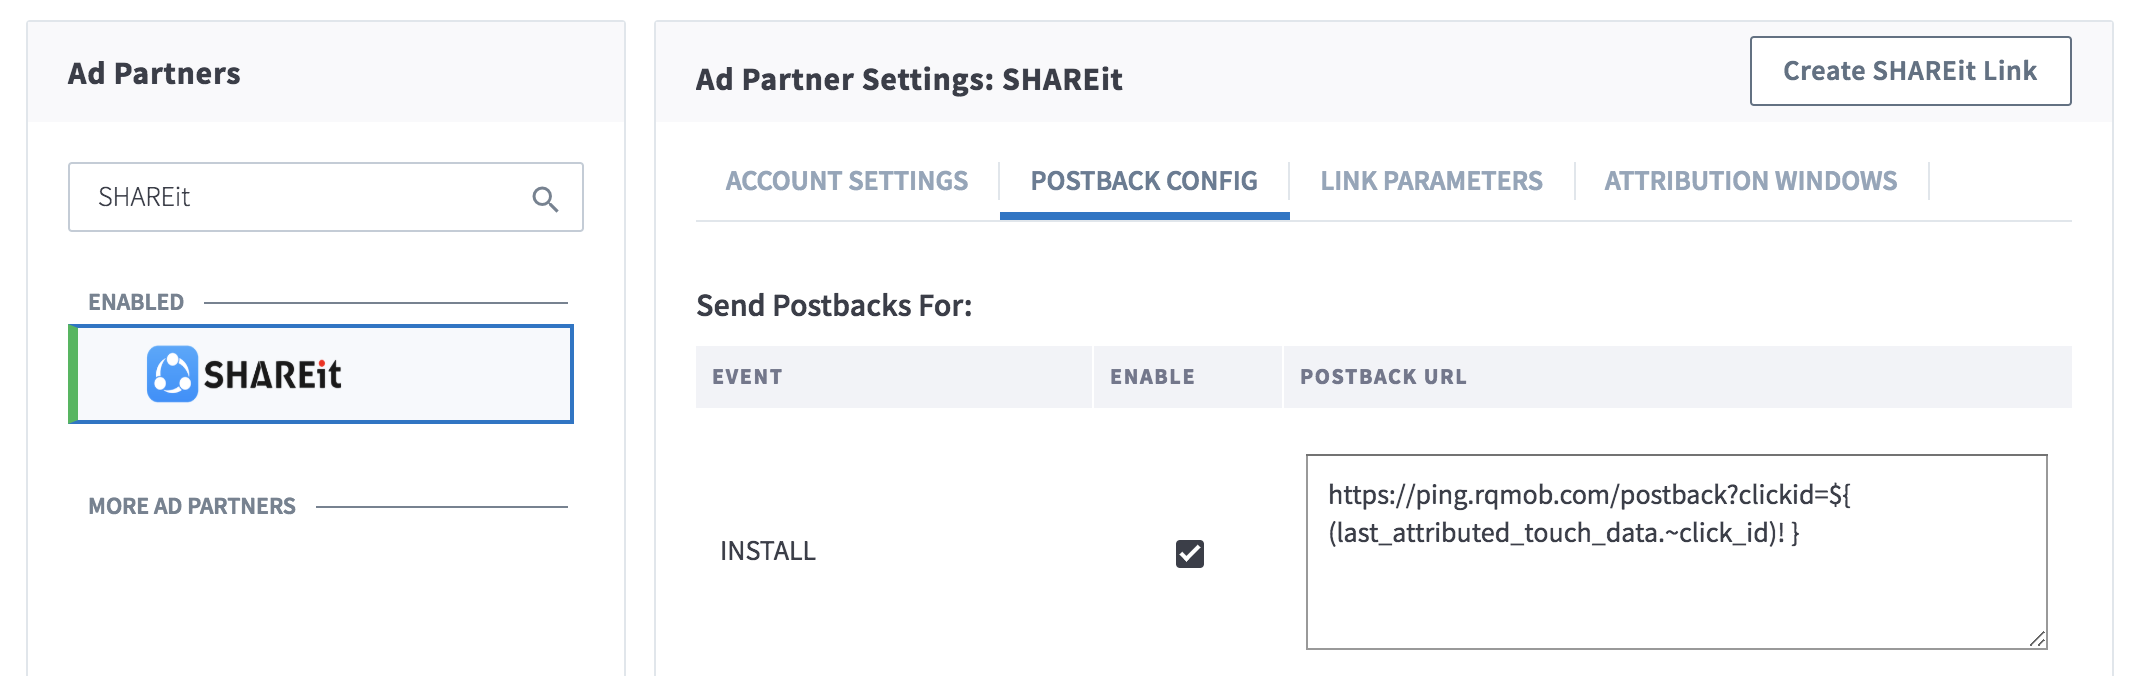 Ad Partners
SHAREit
ENABLED
SHAREit
MORE AD PARTNERS
Ad Partner Settings: SHAREit
Create SHAREit Link
ACCOUNT SETTINGS
POSTBACK CONFIG
LINK PARAMETERS
ATTRIBUTION WINDOWS
Send Postbacks For:
EVENT
ENABLE
POSTBACK URL
INSTALL
https://ping.rqmob.com/postback?clickid=${
(last_attributed_touch_data.~click_id)! }